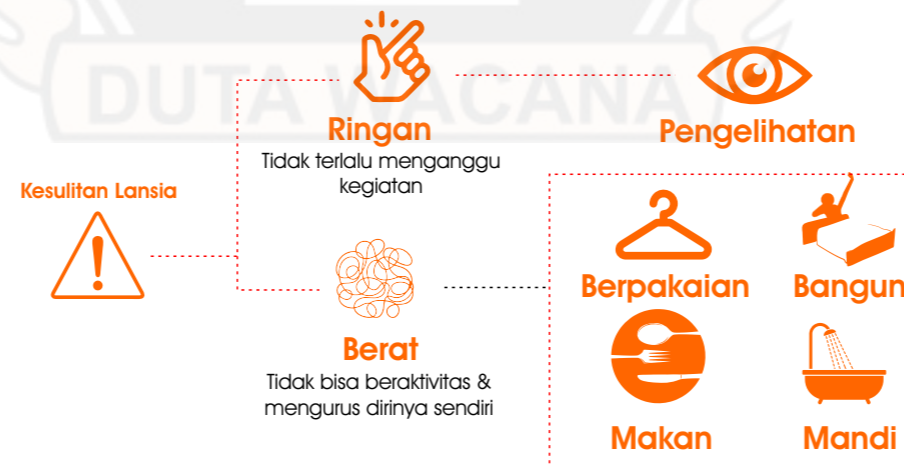 DUTA WACANA
Ringan
Tidak terlalu menganggu
kegiatan
Pengelihatan
Kesulitan Lansia
Berat
Tidak bisa beraktivitas &
mengurus dirinya sendiri
Berpakaian
Bangun
Makan
Mandi